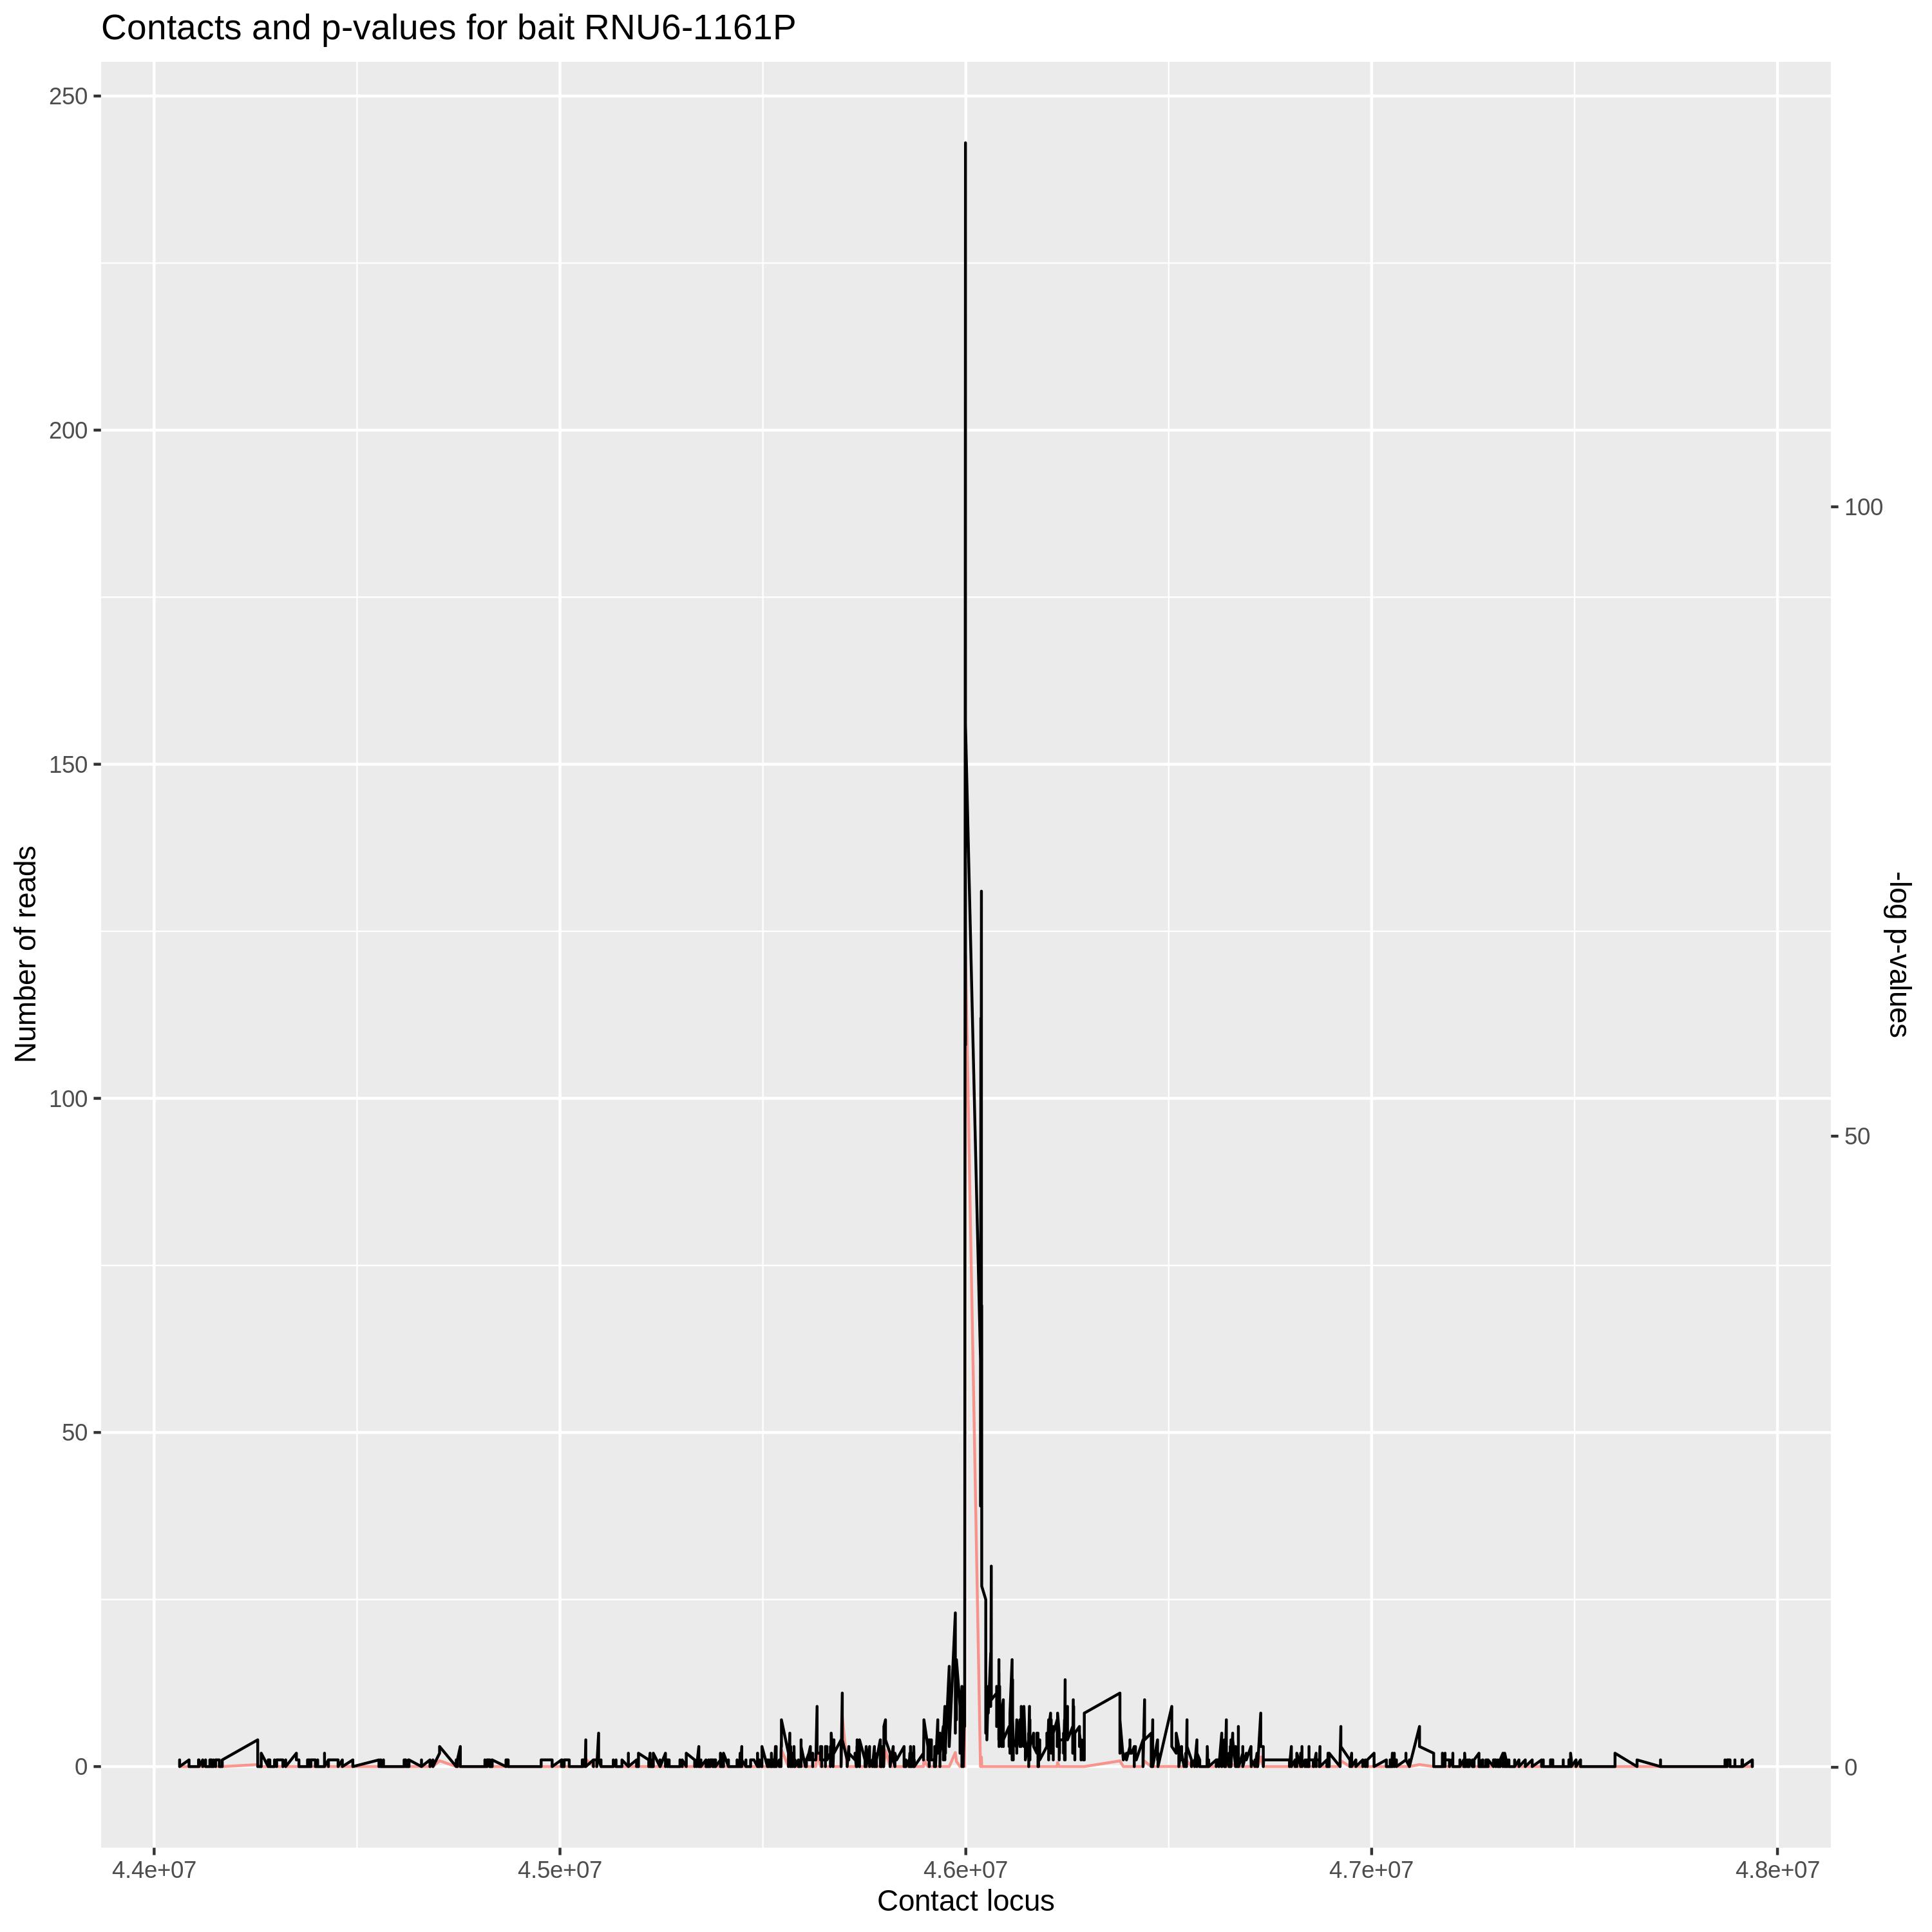 Contacts and p-values for bait RNU6-1161P
250
200
150
100
50
0
Number of reads
100
50
0
-log p-values
4.4e+07
4.5e+07
4.6e+07
4.7e+07
4.8e+07
Contact locus